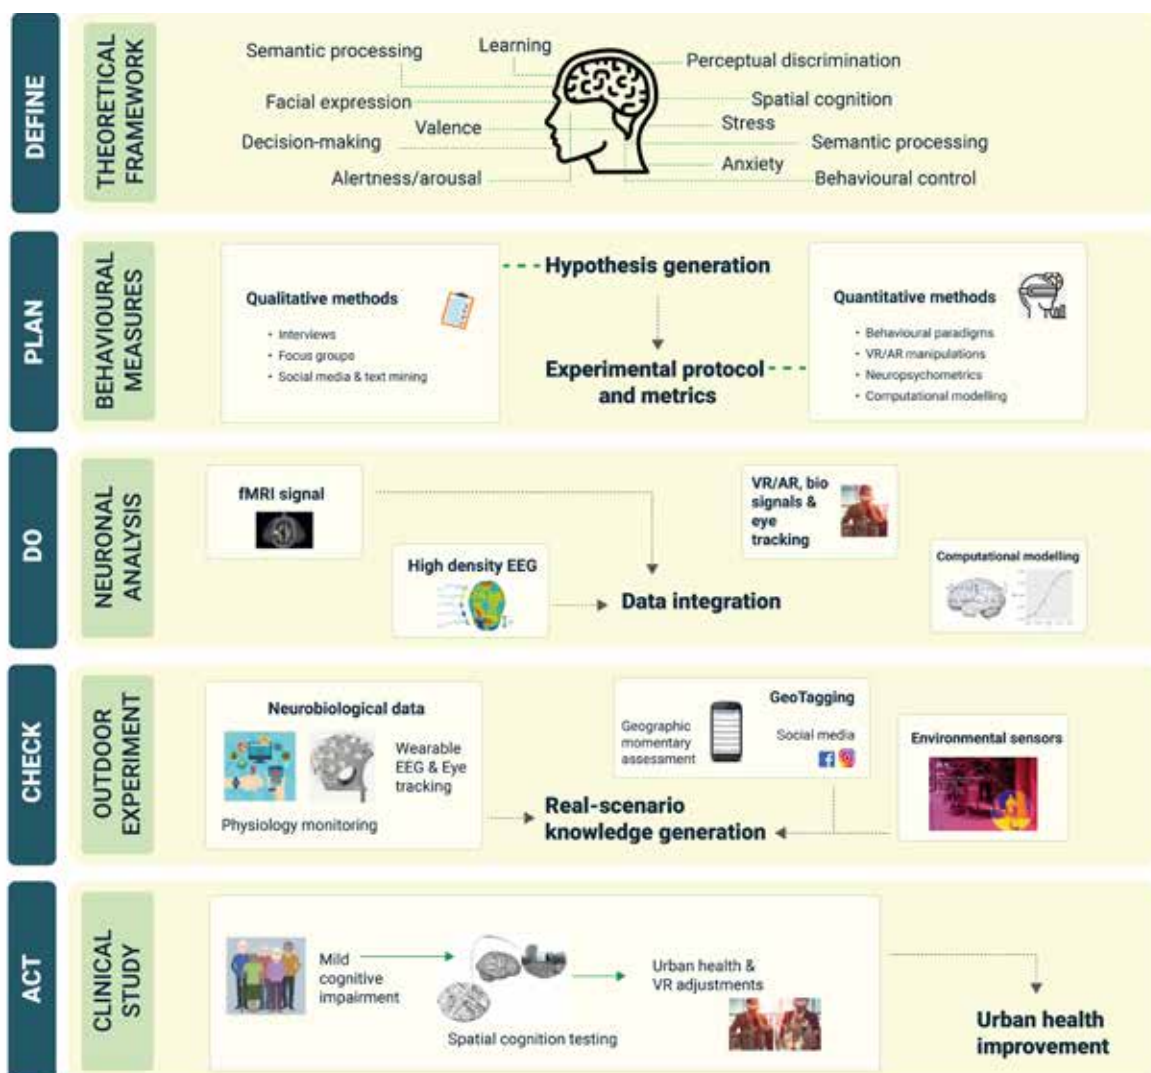 DEFINE
THEORETICAL
FRAMEWORK
Semantic processing
Learning
Perceptual discrimination
Facial expression
Spatial cognition
Valence
Stress
Decision-making
Semantic processing
Anxiety
Alertness/arousal
Behavioural control
PLAN
BEHAVIOURAL
MEASURES
Qualitative methods
• Interviews
• Focus groups
• Social media & text mining
Hypothesis generation
Experimental protocol
and metrics
Quantitative methods
• Behavioural paradigms
• VR/AR manipulations
• Neuropsychometrics
• Computational modelling
DO
NEURONAL
ANALYSIS
fMRI signal
High density EEG
Data integration
VR/AR, bio
signals &
eye
tracking
Computational modelling
CHECK
OUTDOOR
EXPERIMENT
Neurobiological data
Wearable
EEG & Eye
tracking
Physiology monitoring
Real-scenario
knowledge generation
GeoTagging
Geographic
momentary
assessment
Social media
Environmental sensors
ACT
CLINICAL
STUDY
Mild
cognitive
impairment
Spatial cognition testing
Urban health &
VR adjustments
Urban health
improvement